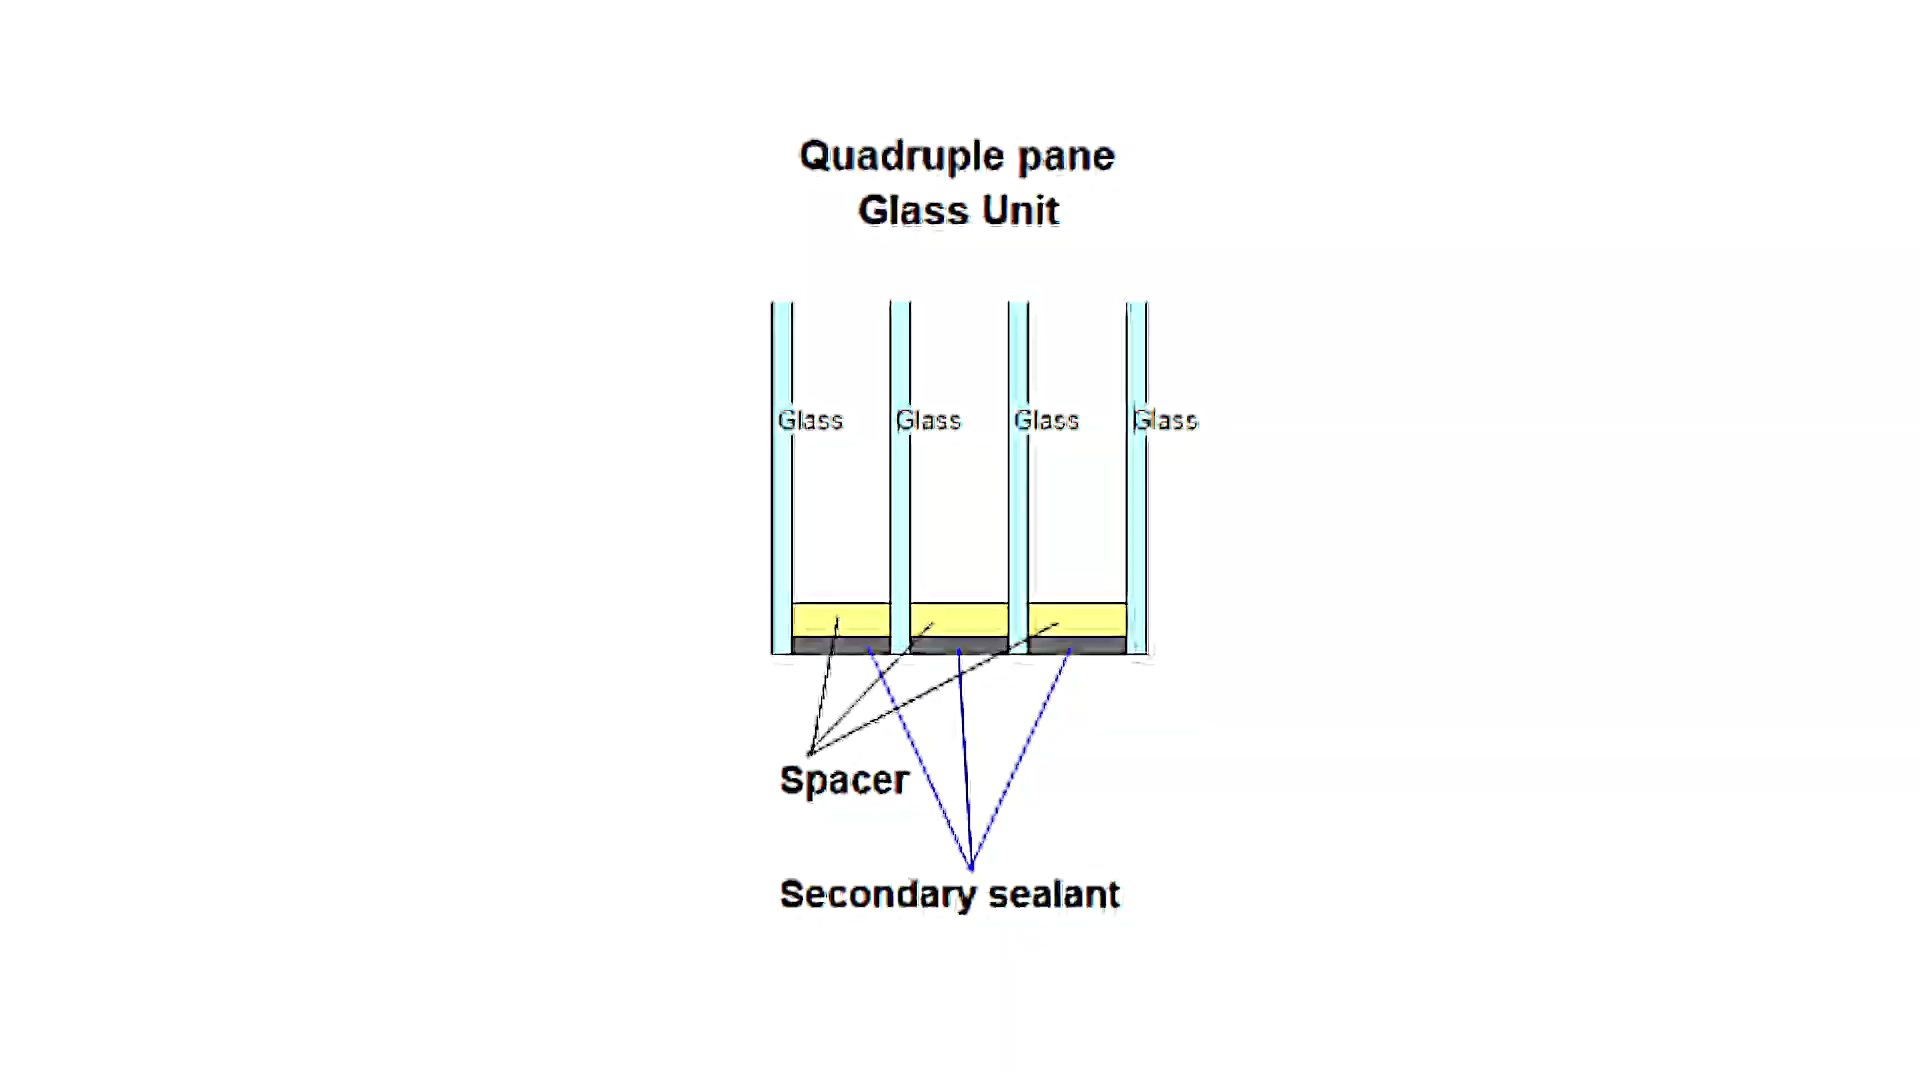 Quadruple pane
Glass Unit
Glass Glass Glass Glass
Spacer
Secondary sealant